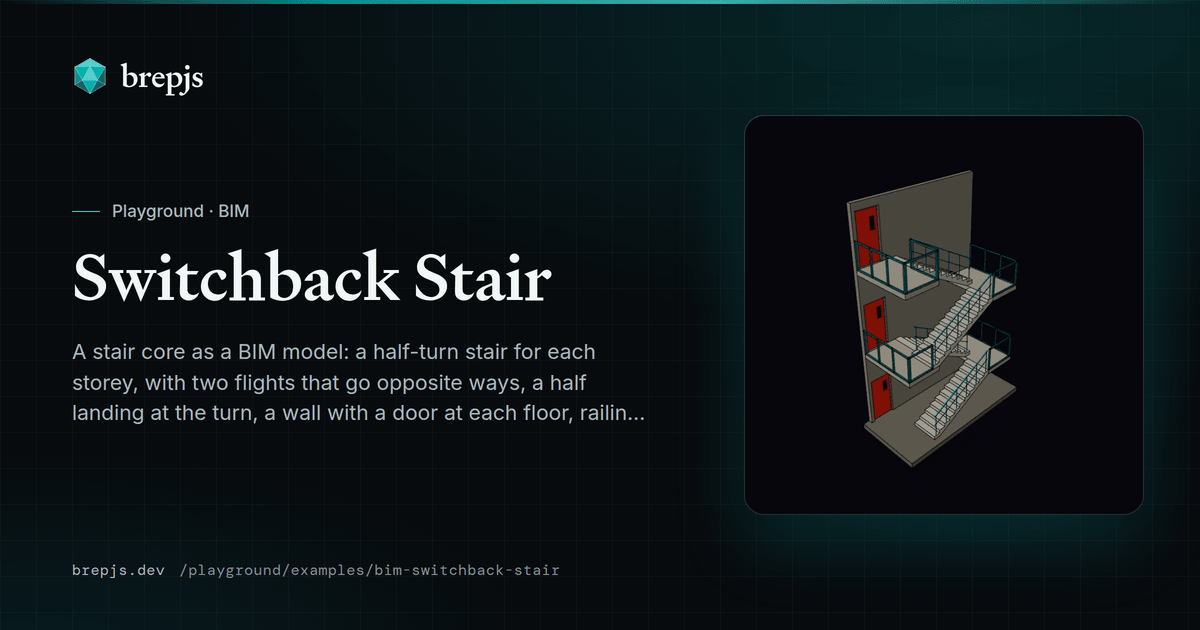 brepjs
Playground · BIM
Switchback Stair
A stair core as a BIM model: a half-turn stair for each
storey, with two flights that go opposite ways, a half
landing at the turn, a wall with a door at each floor, railin...
brepjs.dev /playground/examples/bim-switchback-stair